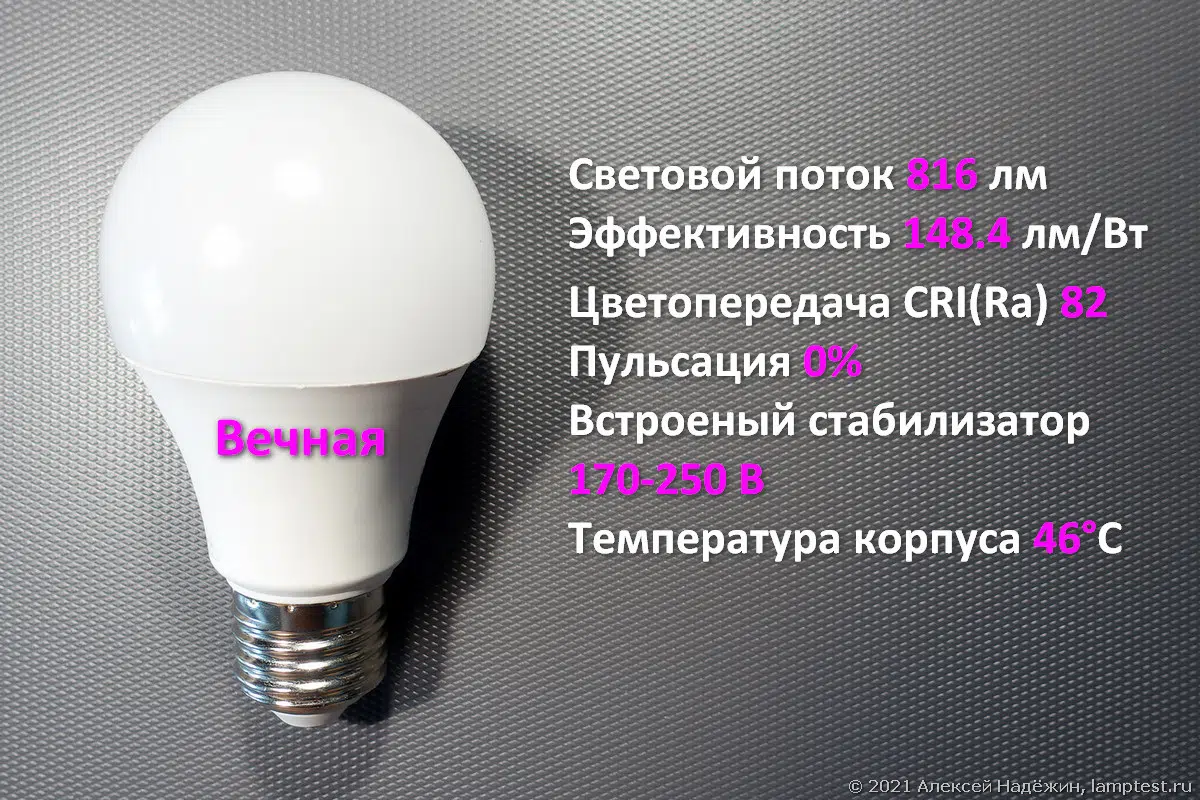 Световой поток 816 лм
Эффективность 148.4 лм/Вт
Цветопередача CRI(Ra) 82
Пульсация 0%
Вечная
Встроеный стабилизатор
170-250 В
Температура корпуса 46°C
© 2021 Алексей Надёжин, lamptest.ru